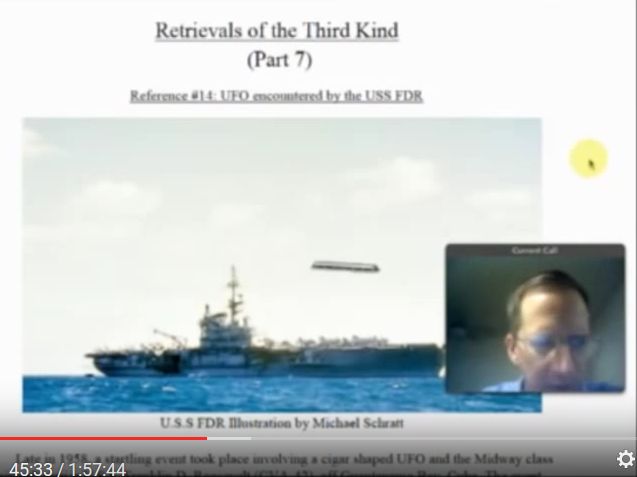 Retrievals of the Third Kind
(Part 7)
Reference #14: UFO encountered by the USS FDR
Current Call
U.S.S FDR Illustration by Michael Schratt
Late in 1958, a startling event took place involving a cigar shaped UFO and the Midway class
45:33 / 1:57:44